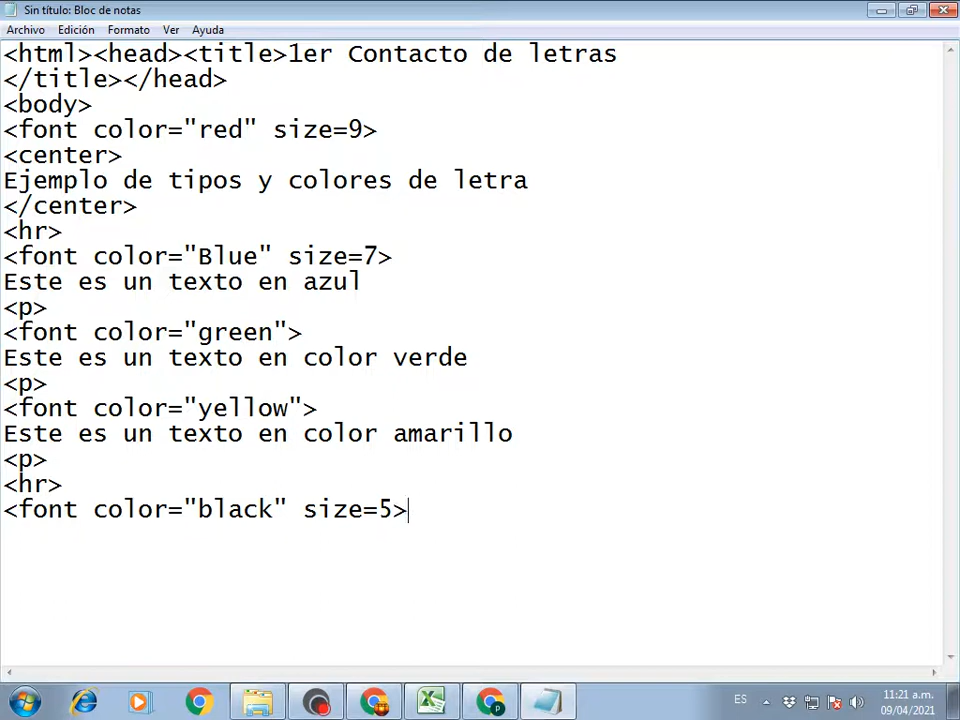 Sin título: Bloc de notas
Archivo Edición Formato Ver Ayuda
<html><head><title>1er Contacto de letras
</title></head>
<body>
<font color="red" size=9>
<center>
Ejemplo de tipos y colores de letra
</center>
<hr>
<font color="Blue" size=7>
Este es un texto en azul
<p>
<font color="green">
Este es un texto en color verde
<p>
<font color="yellow">
Este es un texto en color amarillo
<p>
<hr>
<font color="black" size=5>
ES
11:21 a.m.
09/04/2021